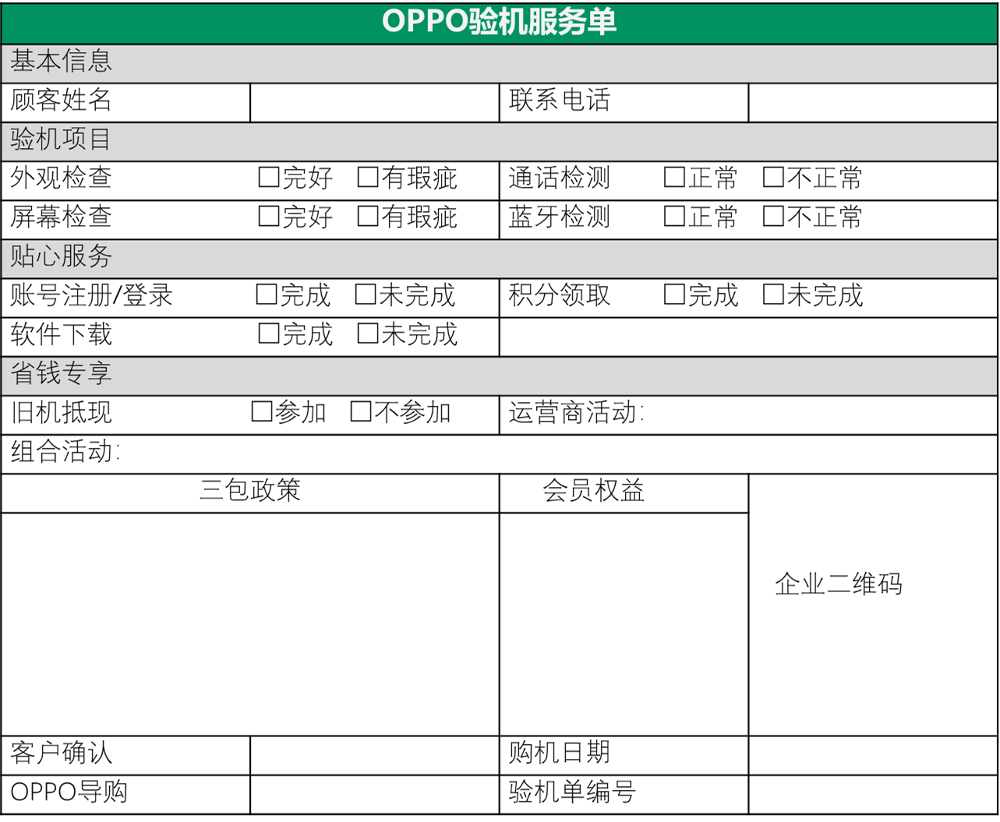 OPPO验机服务单
基本信息
顾客姓名 联系电话
验机项目
外观检查 □完好 □有瑕疵 通话检测 □正常 □不正常
屏幕检查 □完好 □有瑕疵 蓝牙检测 □正常 □不正常
贴心服务
账号注册/登录 □完成 □未完成 积分领取 □完成 □未完成
软件下载 □完成 □未完成
省钱专享
旧机抵现 □参加 □不参加 运营商活动:
组合活动:
三包政策 会员权益
企业二维码
客户确认 购机日期
OPPO导购 验机单编号